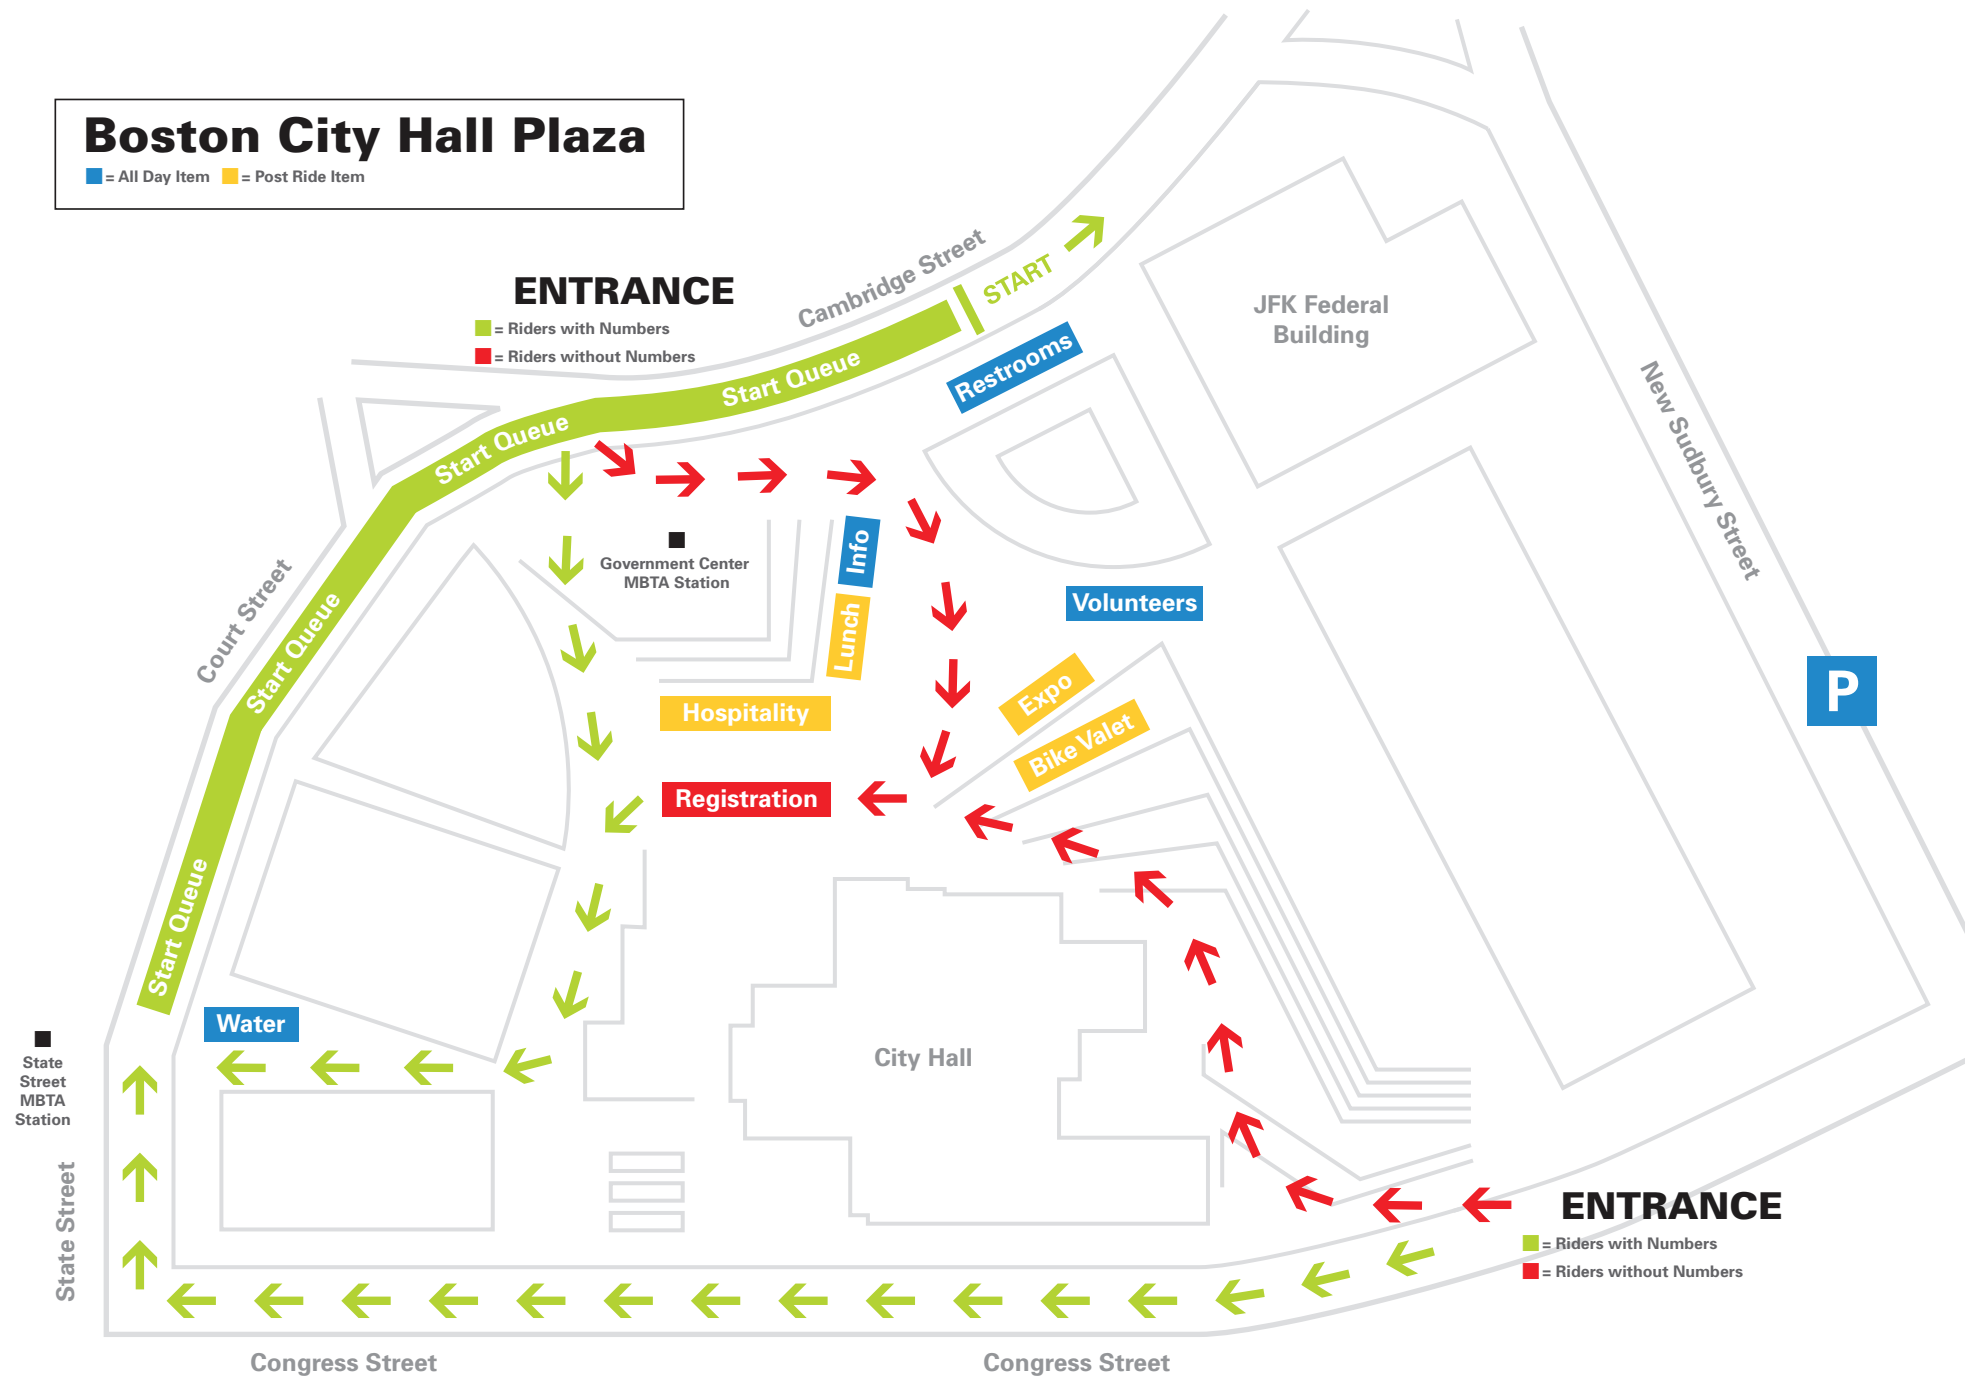 Boston City Hall Plaza
= All Day Item = Post Ride Item
ENTRANCE
= Riders with Numbers
= Riders without Numbers
Cambridge Street
START
Start Queue
Start Queue
Start Queue
Start Queue
Court Street
Restrooms
JFK Federal
Building
New Sudbury Street
P
Government Center
MBTA Station
Info
Lunch
Volunteers
Hospitality
Expo
Bike Valet
Registration
Water
State
Street
MBTA
Station
City Hall
State Street
ENTRANCE
= Riders with Numbers
= Riders without Numbers
Congress Street
Congress Street